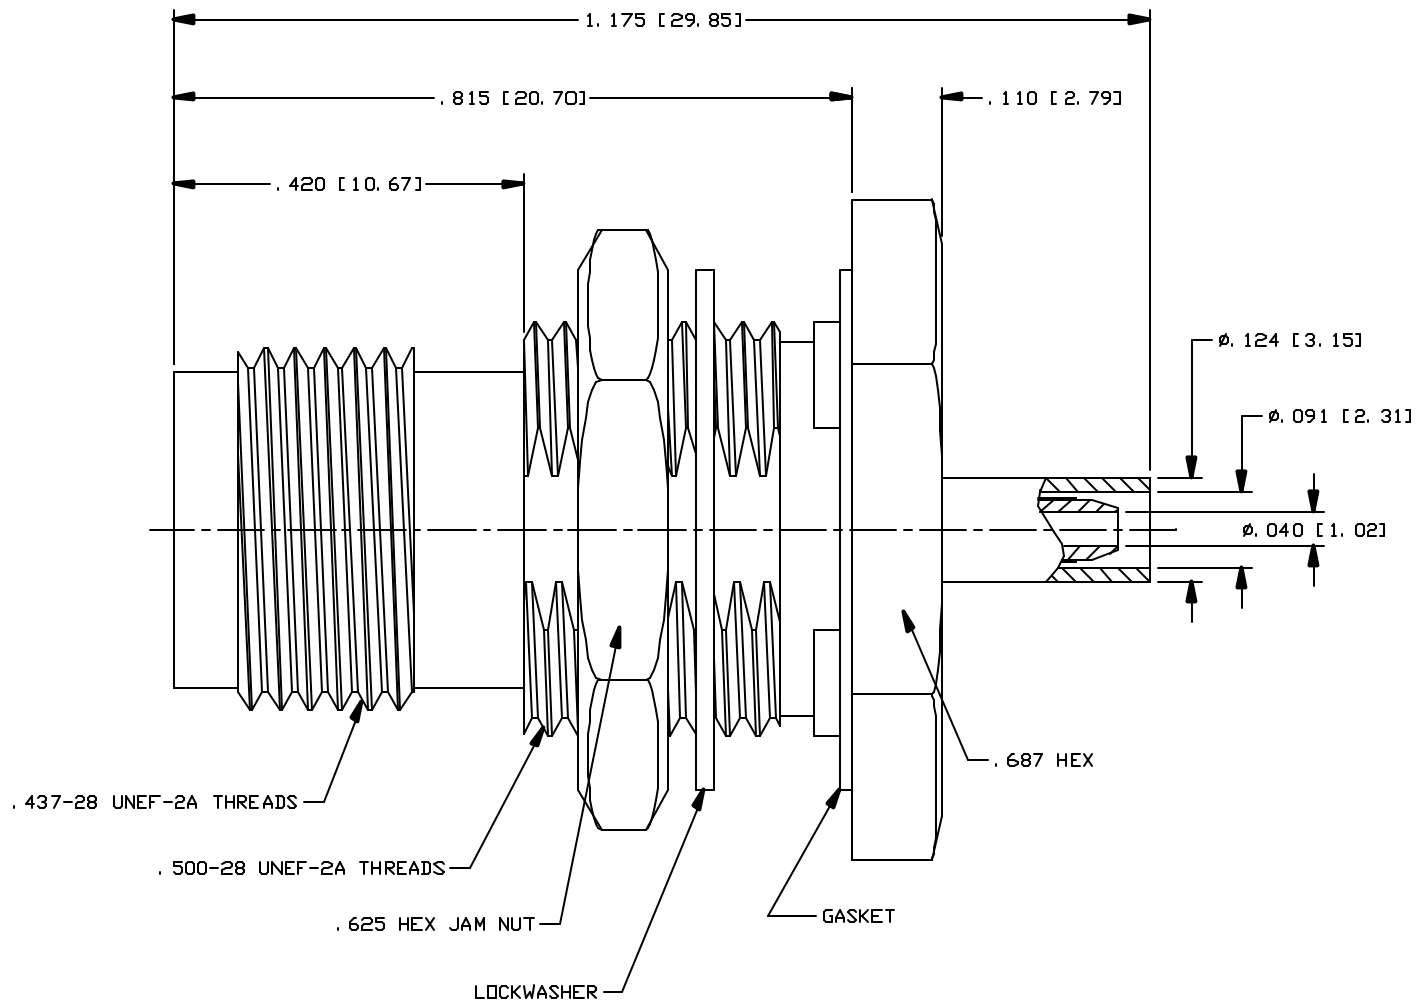 1.175 [29.85]
.815 [20.70]
.110 [2.79]
.420 [10.67]
Ø.124 [3.15]
Ø.091 [2.31]
Ø.040 [1.02]
.687 HEX
.437-28 UNEF-2A THREADS
.500-28 UNEF-2A THREADS
.625 HEX JAM NUT
GASKET
LOCKWASHER